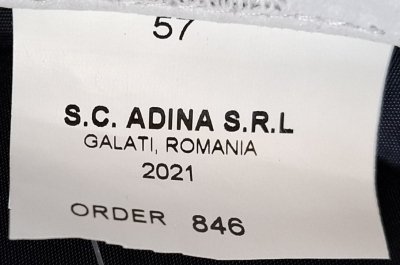 57
S.C. ADINA S.R.L
GALATI, ROMANIA
2021
ORDER 846